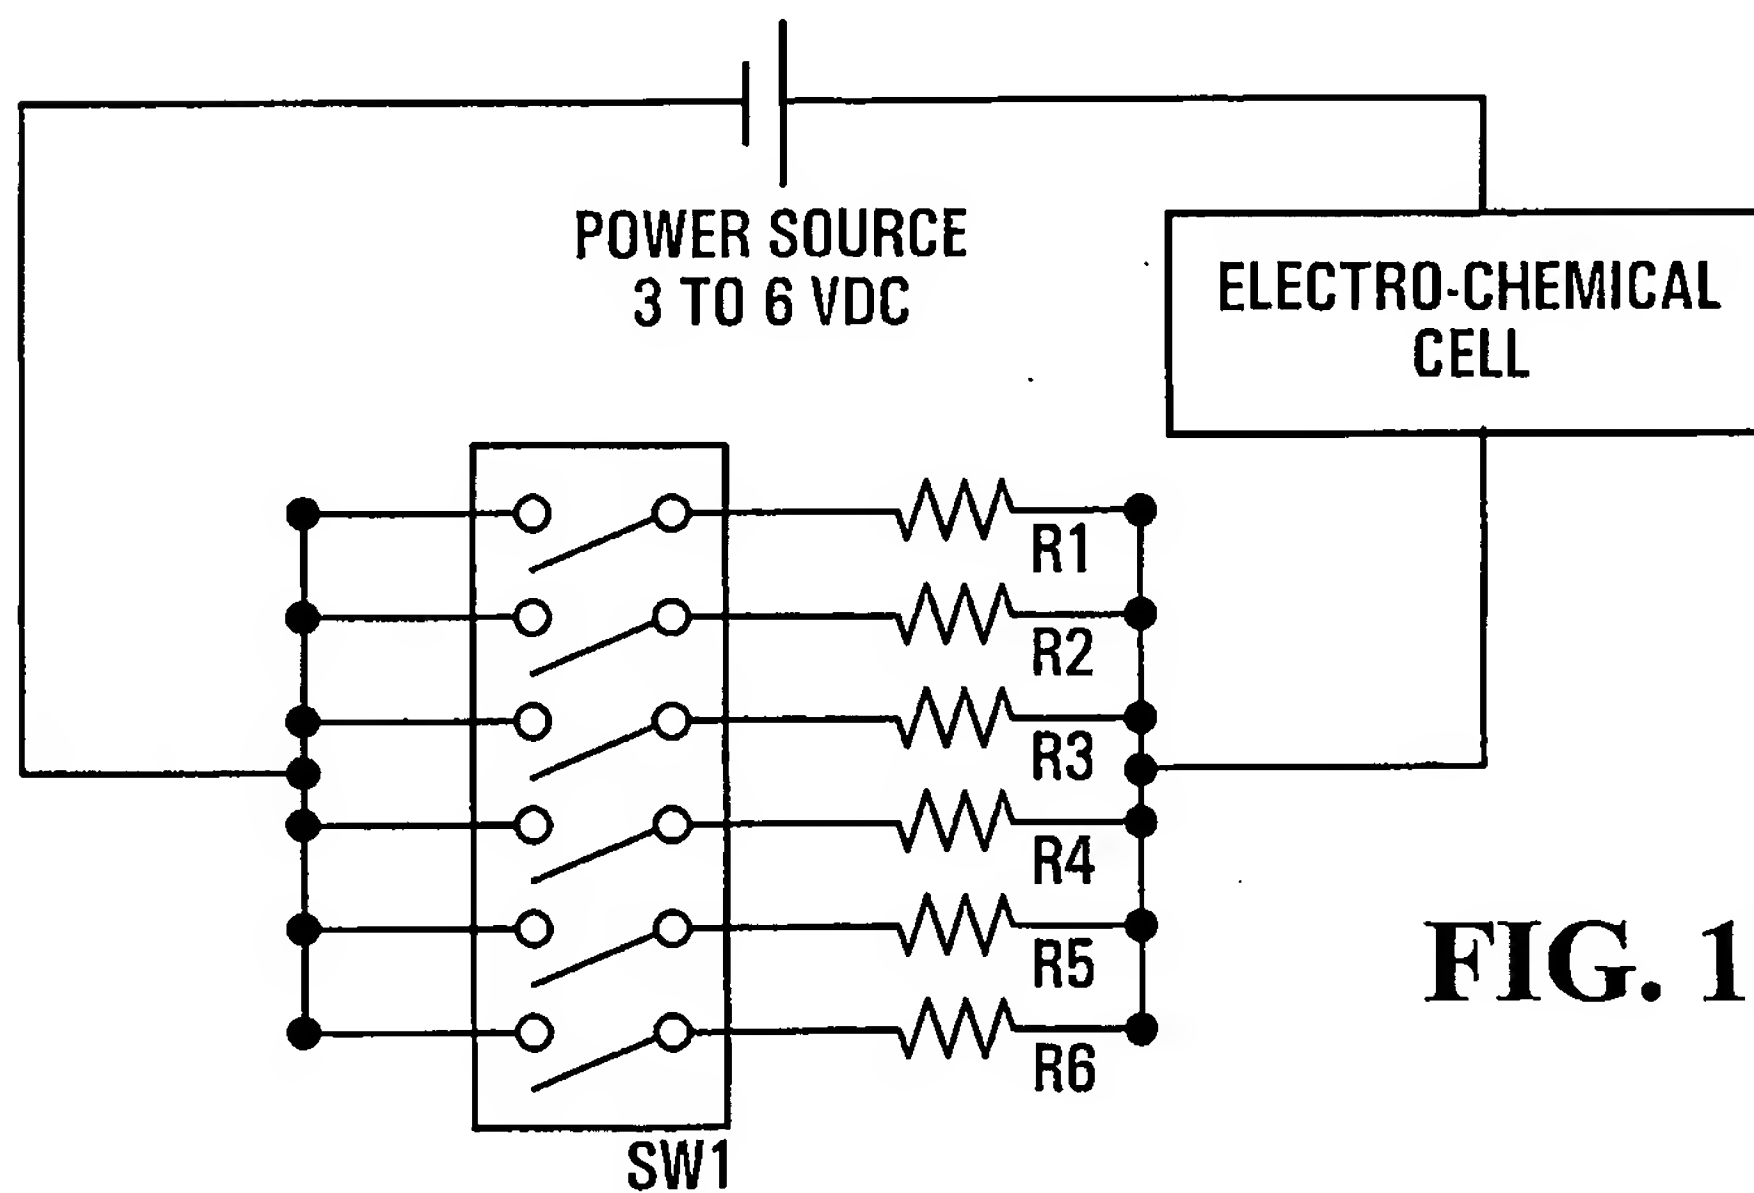 POWER SOURCE
3 TO 6 VDC
ELECTRO-CHEMICAL
CELL
R1
R2
R3
R4
R5
R6
SW1
FIG. 1